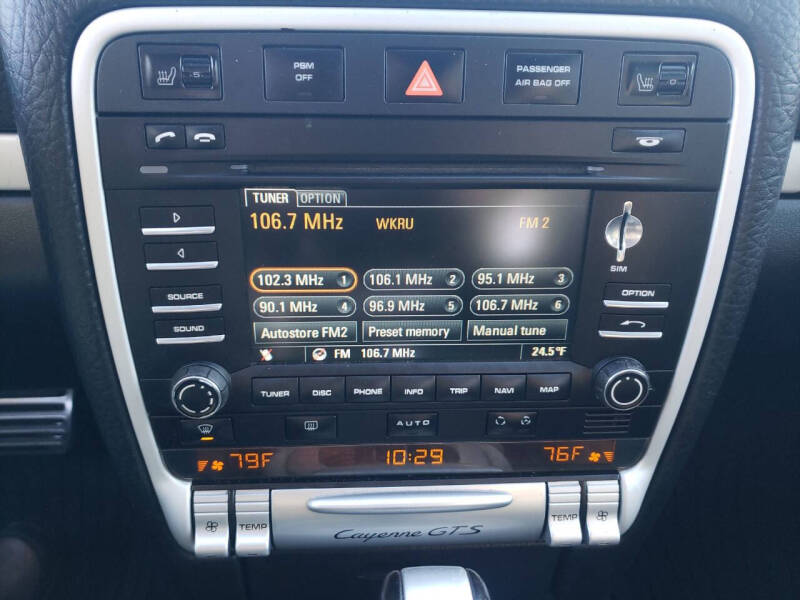 PSM
OFF
PASSENGER
AIR BAG OFF
5
0
TUNER OPTION
106.7 MHz WKRU FM 2
102.3 MHz 1 106.1 MHz 2 95.1 MHz 3
90.1 MHz 4 96.9 MHz 5 106.7 MHz 6
Autostore FM2 Preset memory Manual tune
FM 106.7 MHz 24.5°F
SIM
SOURCE
SOUND
OPTION
TUNER DISC PHONE INFO TRIP NAVI MAP
AUTO
79F 10:29 76F
TEMP TEMP
Cayenne GTS